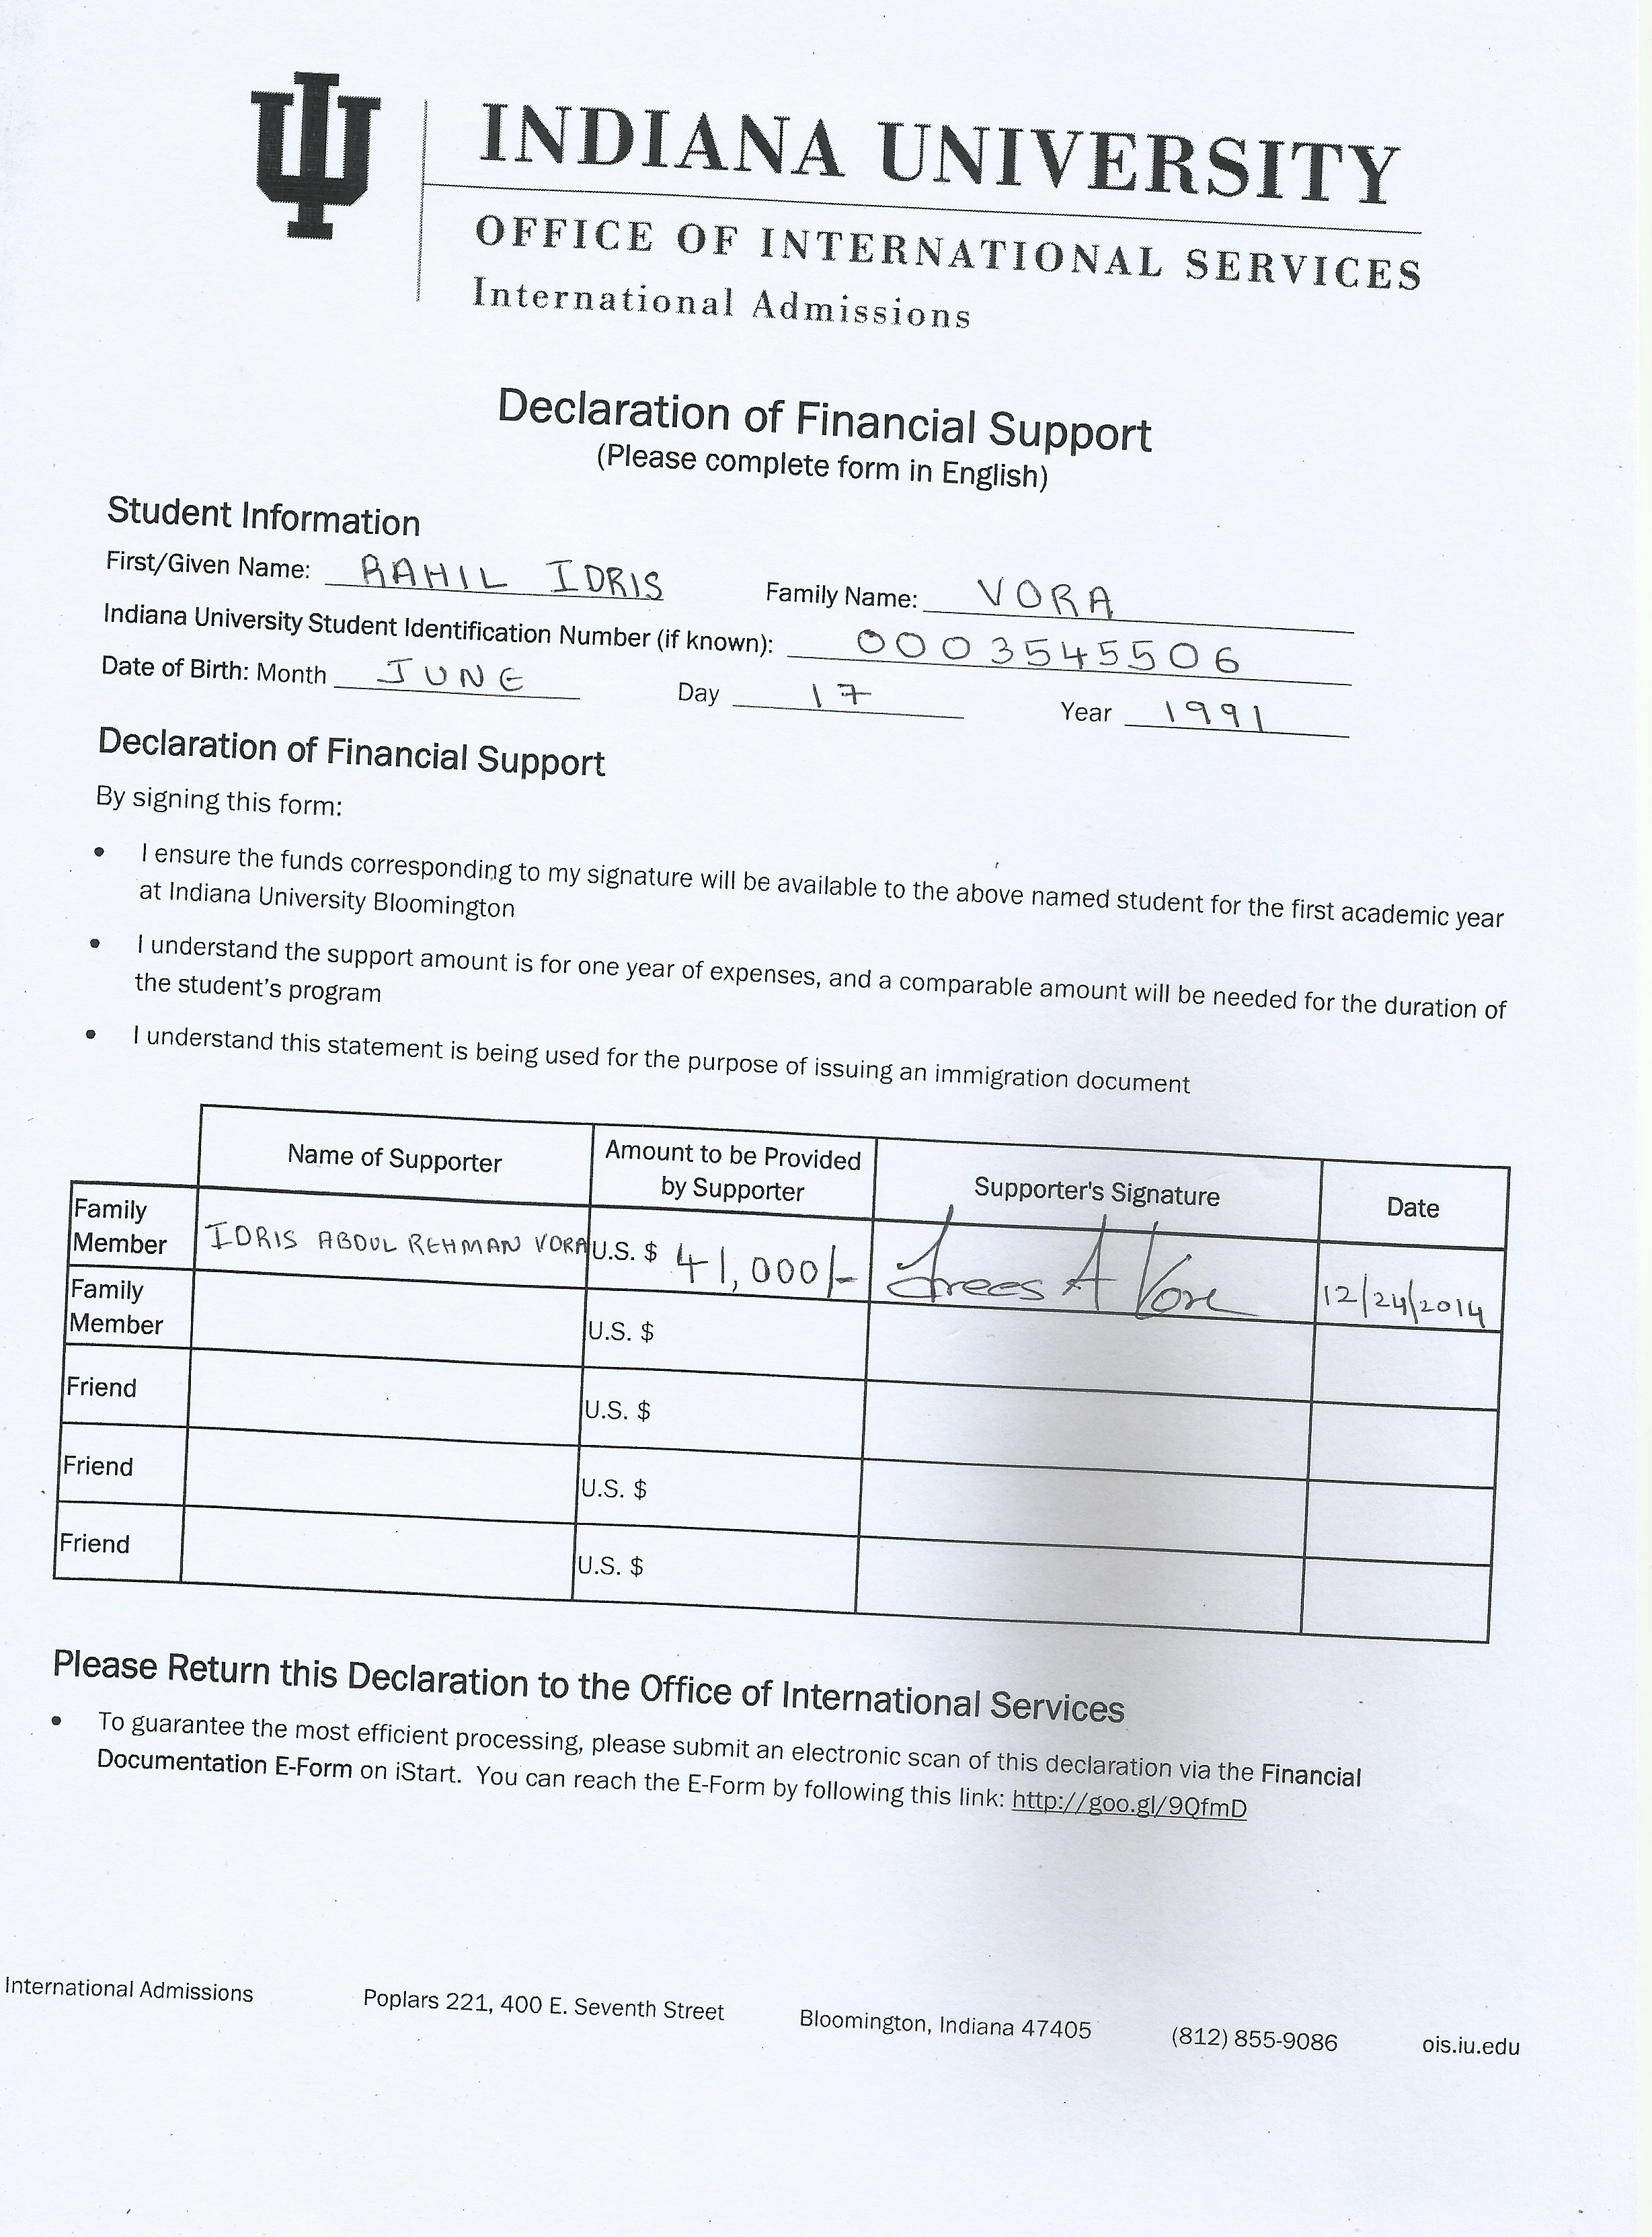 INDIANA UNIVERSITY
OFFICE OF INTERNATIONAL SERVICES
International Admissions
Declaration of Financial Support
(Please complete form in English)
Student Information
First/Given Name: RAHIL IDRIS Family Name: VORA
Indiana University Student Identification Number (if known): 0003545506
Date of Birth: Month JUNE Day 17 Year 1991
Declaration of Financial Support
By signing this form:
• I ensure the funds corresponding to my signature will be available to the above named student for the first academic year
at Indiana University Bloomington
• I understand the support amount is for one year of expenses, and a comparable amount will be needed for the duration of
the student's program
• I understand this statement is being used for the purpose of issuing an immigration document
Name of Supporter Amount to be Provided by Supporter Supporter's Signature Date
Family Member IDRIS ABDUL REHMAN VORA U.S. $ 41,000/- A Vora 12/24/2014
Family Member U.S. $
Friend U.S. $
Friend U.S. $
Friend U.S. $
Please Return this Declaration to the Office of International Services
• To guarantee the most efficient processing, please submit an electronic scan of this declaration via the Financial
Documentation E-Form on iStart. You can reach the E-Form by following this link: http://goo.gl/9QfmD
International Admissions Poplars 221, 400 E. Seventh Street Bloomington, Indiana 47405 (812) 855-9086 ois.iu.edu